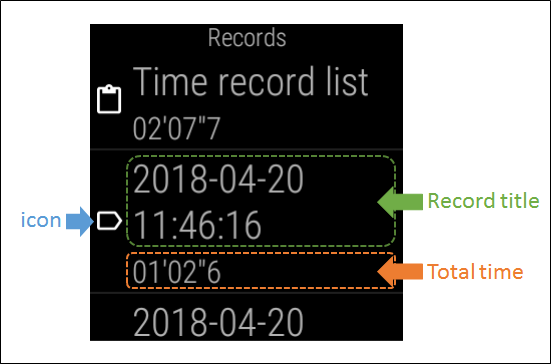 Records
Time record list
02'07"7
2018-04-20
11:46:16
Record title
icon
01'02"6
Total time
2018-04-20